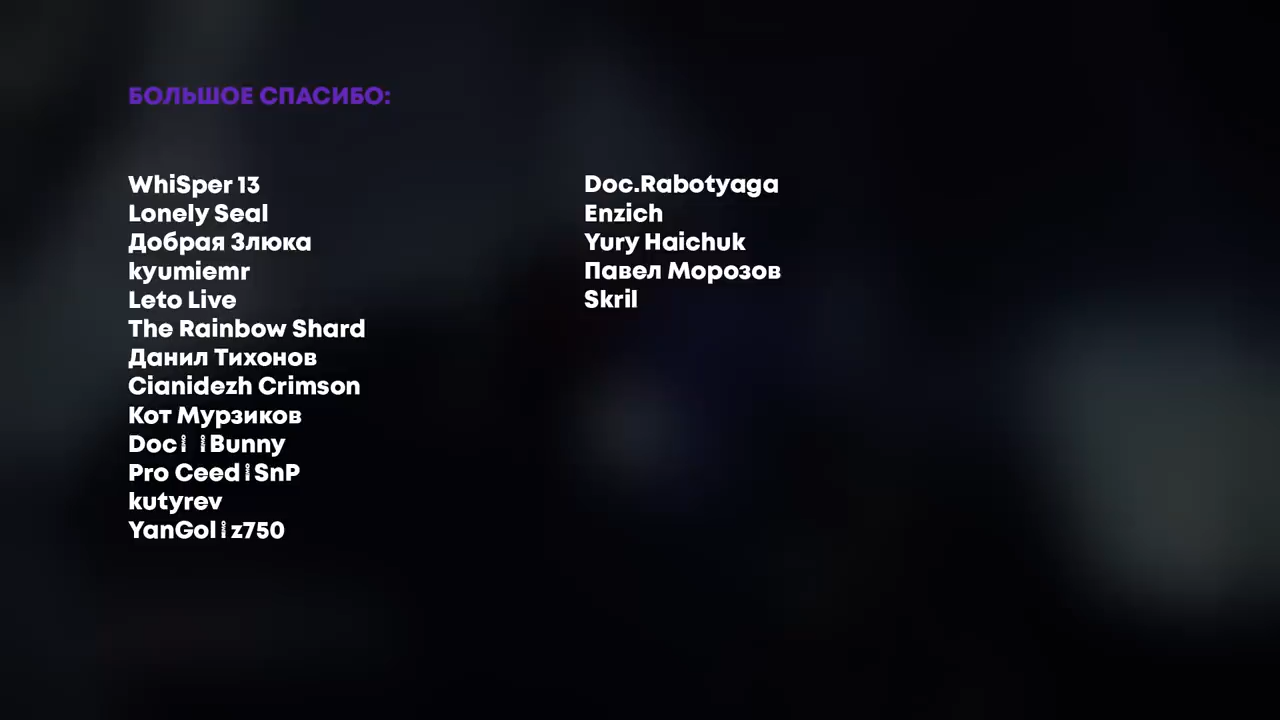 БОЛЬШОЕ СПАСИБО:
WhiSper 13
Lonely Seal
Добрая Злюка
kyumiemr
Leto Live
The Rainbow Shard
Данил Тихонов
Cianidezh Crimson
Кот Мурзиков
Doc⁞ ⁞Bunny
Pro Ceed⁞SnP
kutyrev
YanGol⁞z750
Doc.Rabotyaga
Enzich
Yury Haichuk
Павел Морозов
Skril